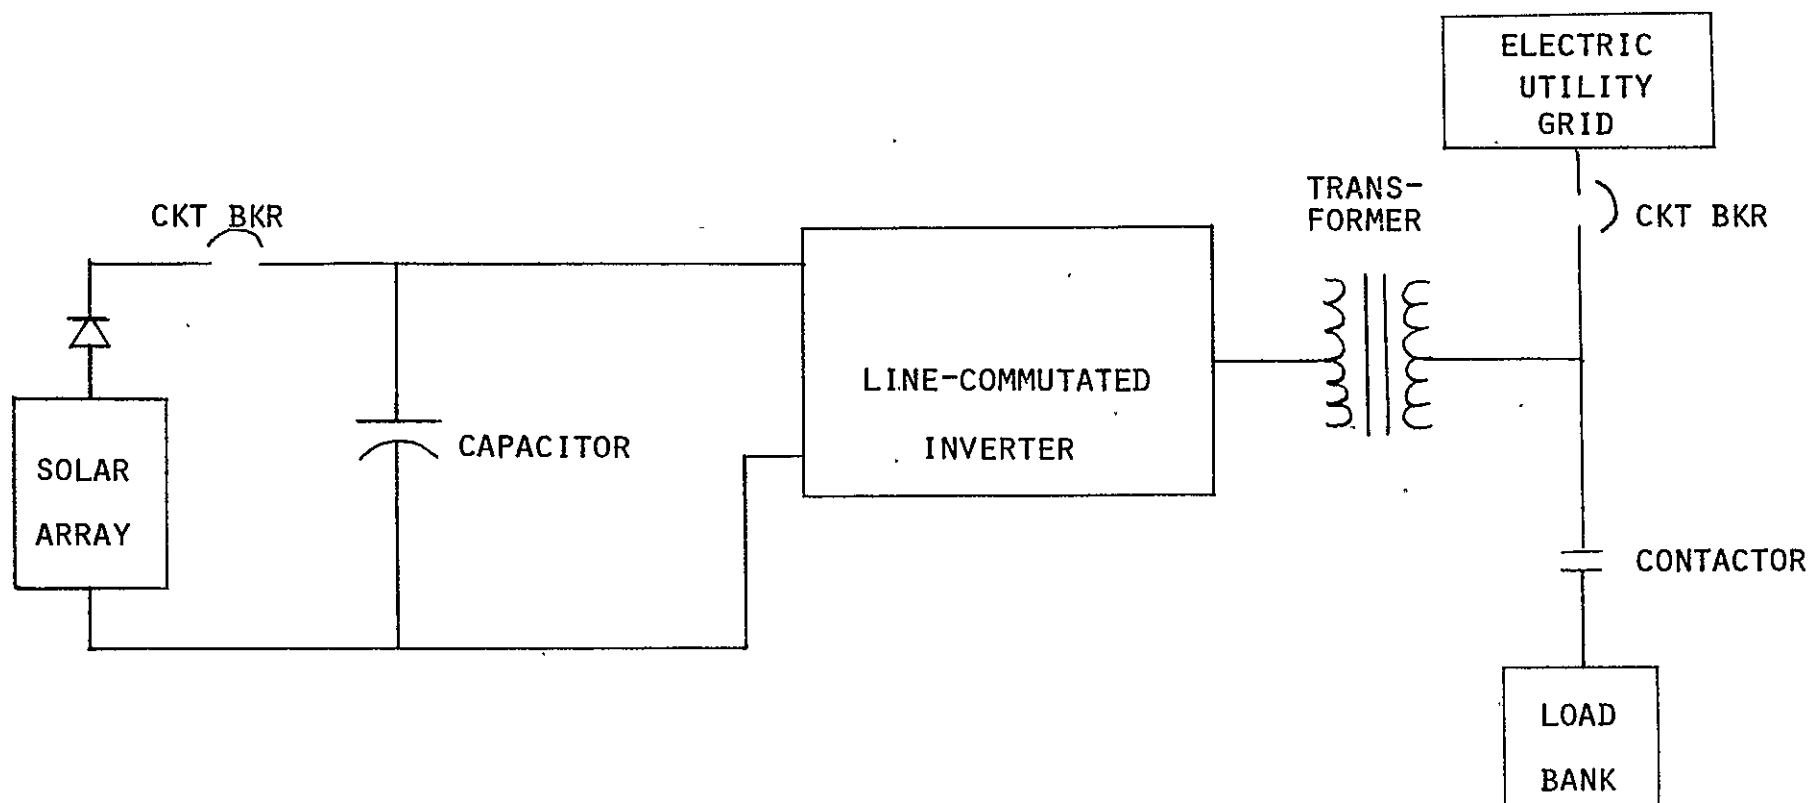 ELECTRIC
UTILITY
GRID
TRANS-
FORMER
CKT BKR
CKT BKR
LINE-COMMUTATED
INVERTER
CAPACITOR
SOLAR
ARRAY
CONTACTOR
LOAD
BANK